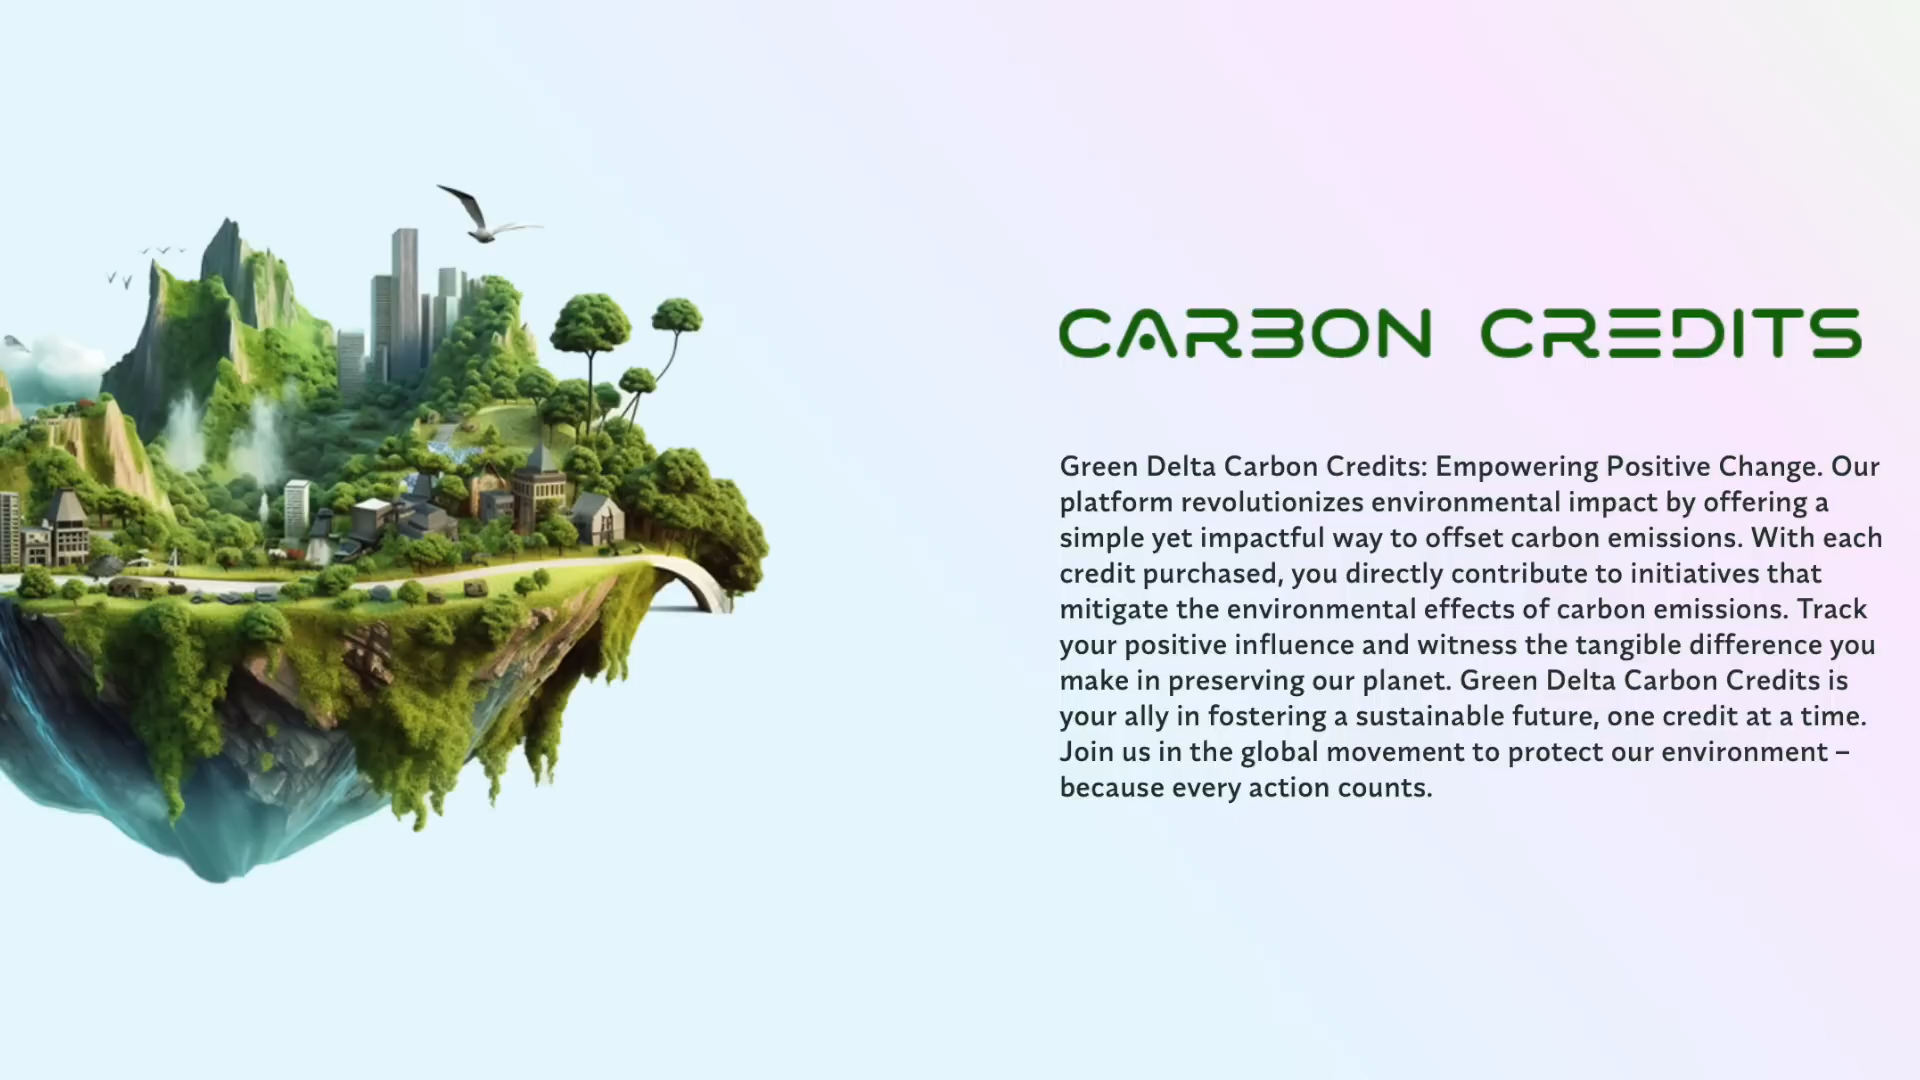 CARBON CREDITS
Green Delta Carbon Credits: Empowering Positive Change. Our
platform revolutionizes environmental impact by offering a
simple yet impactful way to offset carbon emissions. With each
credit purchased, you directly contribute to initiatives that
mitigate the environmental effects of carbon emissions. Track
your positive influence and witness the tangible difference you
make in preserving our planet. Green Delta Carbon Credits is
your ally in fostering a sustainable future, one credit at a time.
Join us in the global movement to protect our environment –
because every action counts.